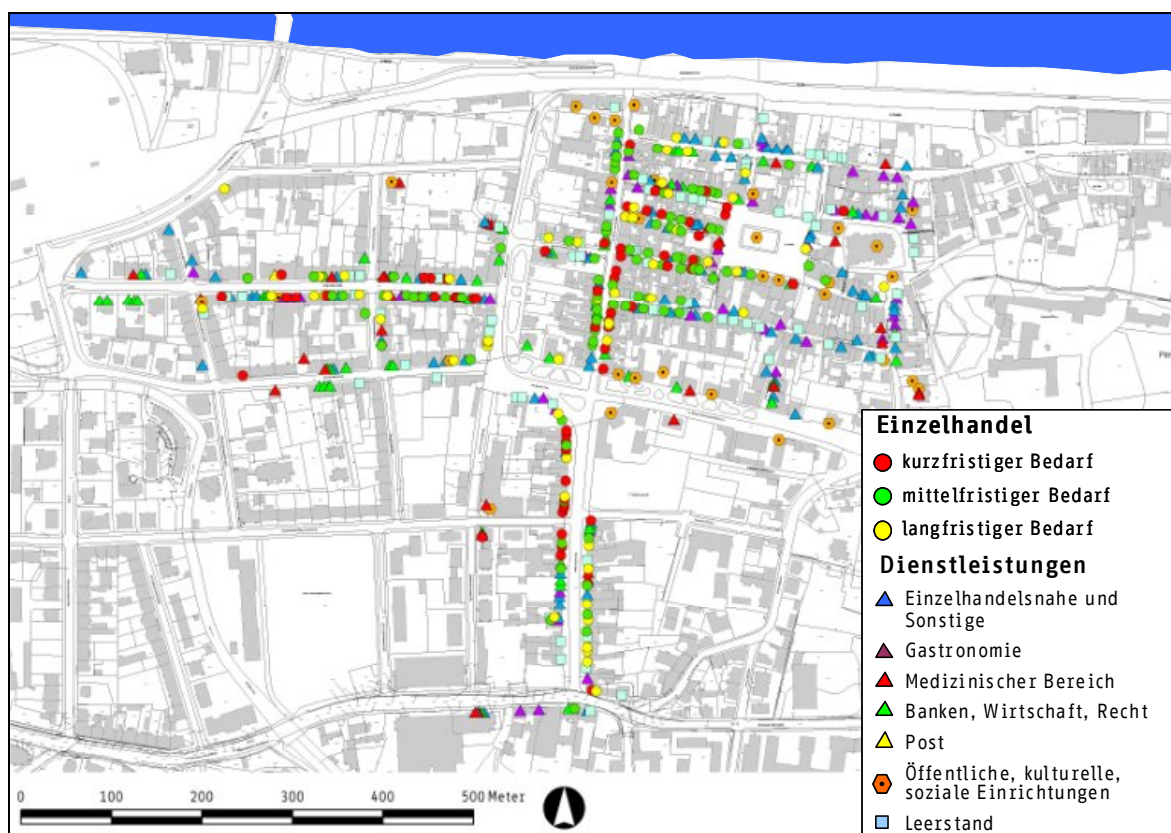 Einzelhandel
kurzfristiger Bedarf
mittelfristiger Bedarf
langfristiger Bedarf
Dienstleistungen
Einzelhandelsnahe und
Sonstige
Gastronomie
Medizinischer Bereich
Banken, Wirtschaft, Recht
Post
Öffentliche, kulturelle,
soziale Einrichtungen
Leerstand
0 100 200 300 400 500 Meter